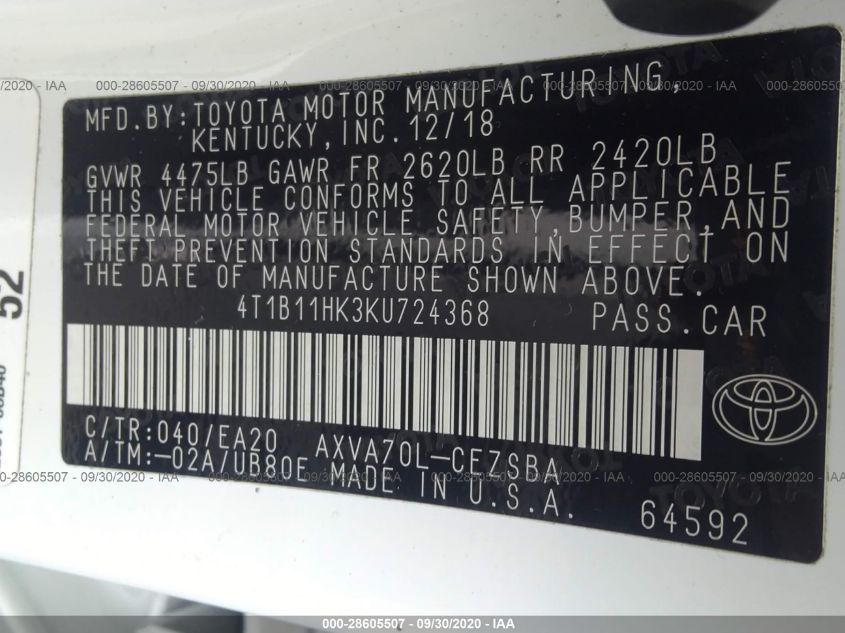 MFD.BY:TOYOTA MOTOR MANUFACTURING,
KENTUCKY,INC.12/18
GVWR 4475LB GAWR FR 2620LB RR 2420LB
THIS VEHICLE CONFORMS TO ALL APPLICABLE
FEDERAL MOTOR VEHICLE SAFETY,BUMPER,AND
THEFT PREVENTION STANDARDS IN EFFECT ON
THE DATE OF MANUFACTURE SHOWN ABOVE.
4T1B11HK3KU724368 PASS.CAR
C/TR:040/EA20 AXVA70L-CEZSBA
A/TM:-02A/UB80E MADE IN U.S.A.
64592
52
000-28605507 - 09/30/2020 - IAA